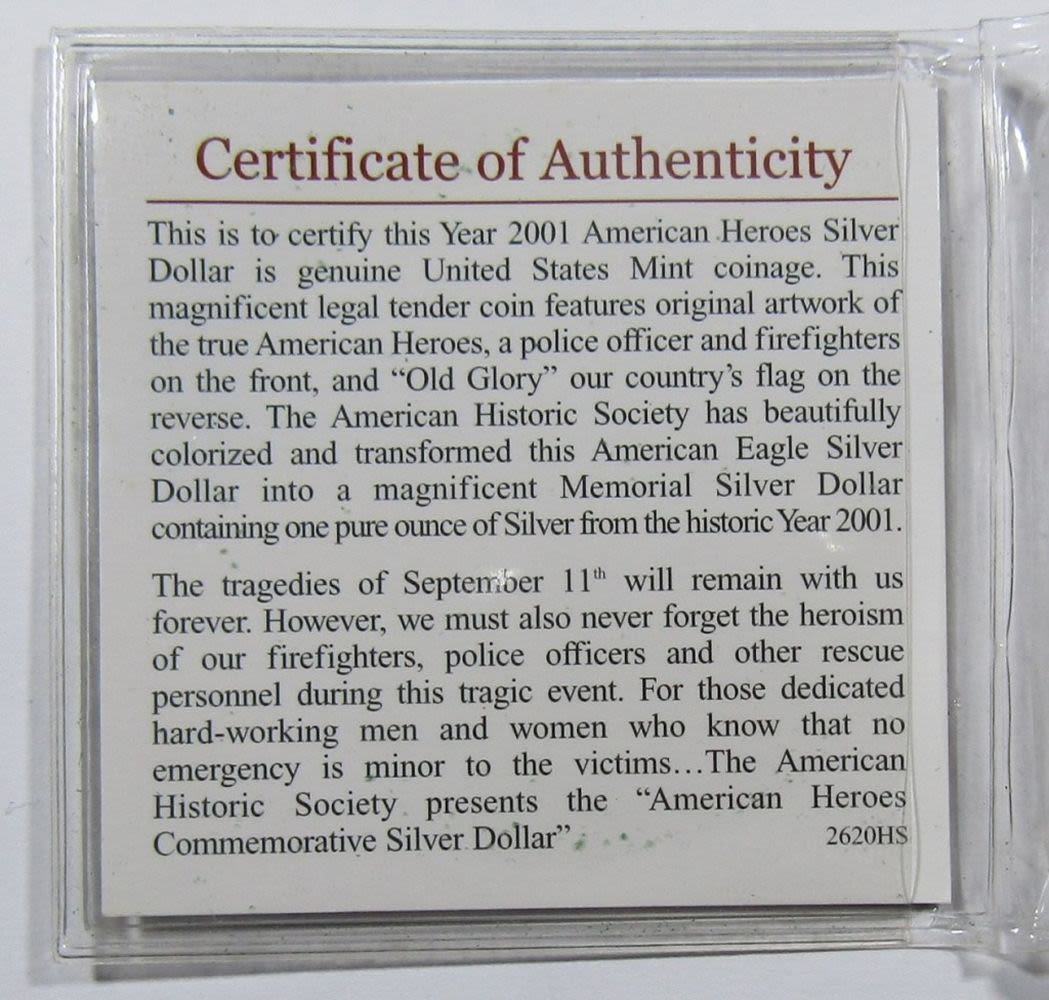 Certificate of Authenticity
This is to certify this Year 2001 American Heroes Silver
Dollar is genuine United States Mint coinage. This
magnificent legal tender coin features original artwork of
the true American Heroes, a police officer and firefighters
on the front, and “Old Glory” our country’s flag on the
reverse. The American Historic Society has beautifully
colorized and transformed this American Eagle Silver
Dollar into a magnificent Memorial Silver Dollar
containing one pure ounce of Silver from the historic Year 2001.
The tragedies of September 11th will remain with us
forever. However, we must also never forget the heroism
of our firefighters, police officers and other rescue
personnel during this tragic event. For those dedicated
hard-working men and women who know that no
emergency is minor to the victims…The American
Historic Society presents the “American Heroes
Commemorative Silver Dollar” 2620HS